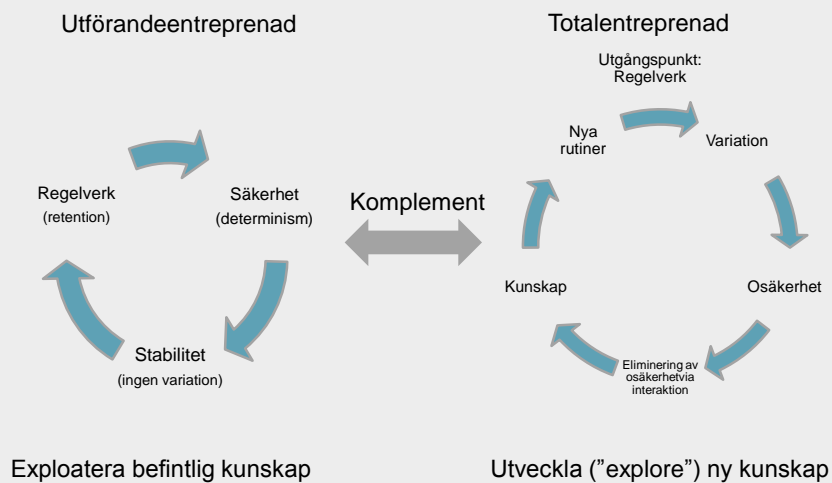 Utförandeentreprenad
Regelverk
(retention)
Säkerhet
(determinism)
Stabilitet
(ingen variation)
Exploatera befintlig kunskap
Komplement
Totalentreprenad
Utgångspunkt:
Regelverk
Nya
rutiner
Variation
Osäkerhet
Eliminering av
osäkerhetvia
interaktion
Kunskap
Utveckla (”explore”) ny kunskap